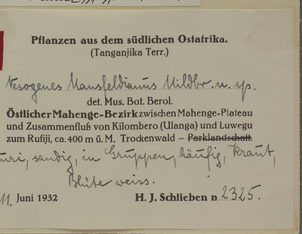 Pflanzen aus dem südlichen Ostafrika.
(Tanganjika Terr.)
Nesogenes Mansfeldianus Mildbr. n. sp.
det. Mus. Bot. Berol.
Östlicher Mahenge-Bezirk zwischen Mahenge-Plateau
und Zusammenfluß von Kilombero (Ulanga) und Luwegu
zum Rufiji, ca. 400 m ü. M. Trockenwald — Parklandschaft
sandig, in Gruppen, häufig, Kraut,
Blüte weiss.
11. Juni 1932 H. J. Schlieben n 2325.